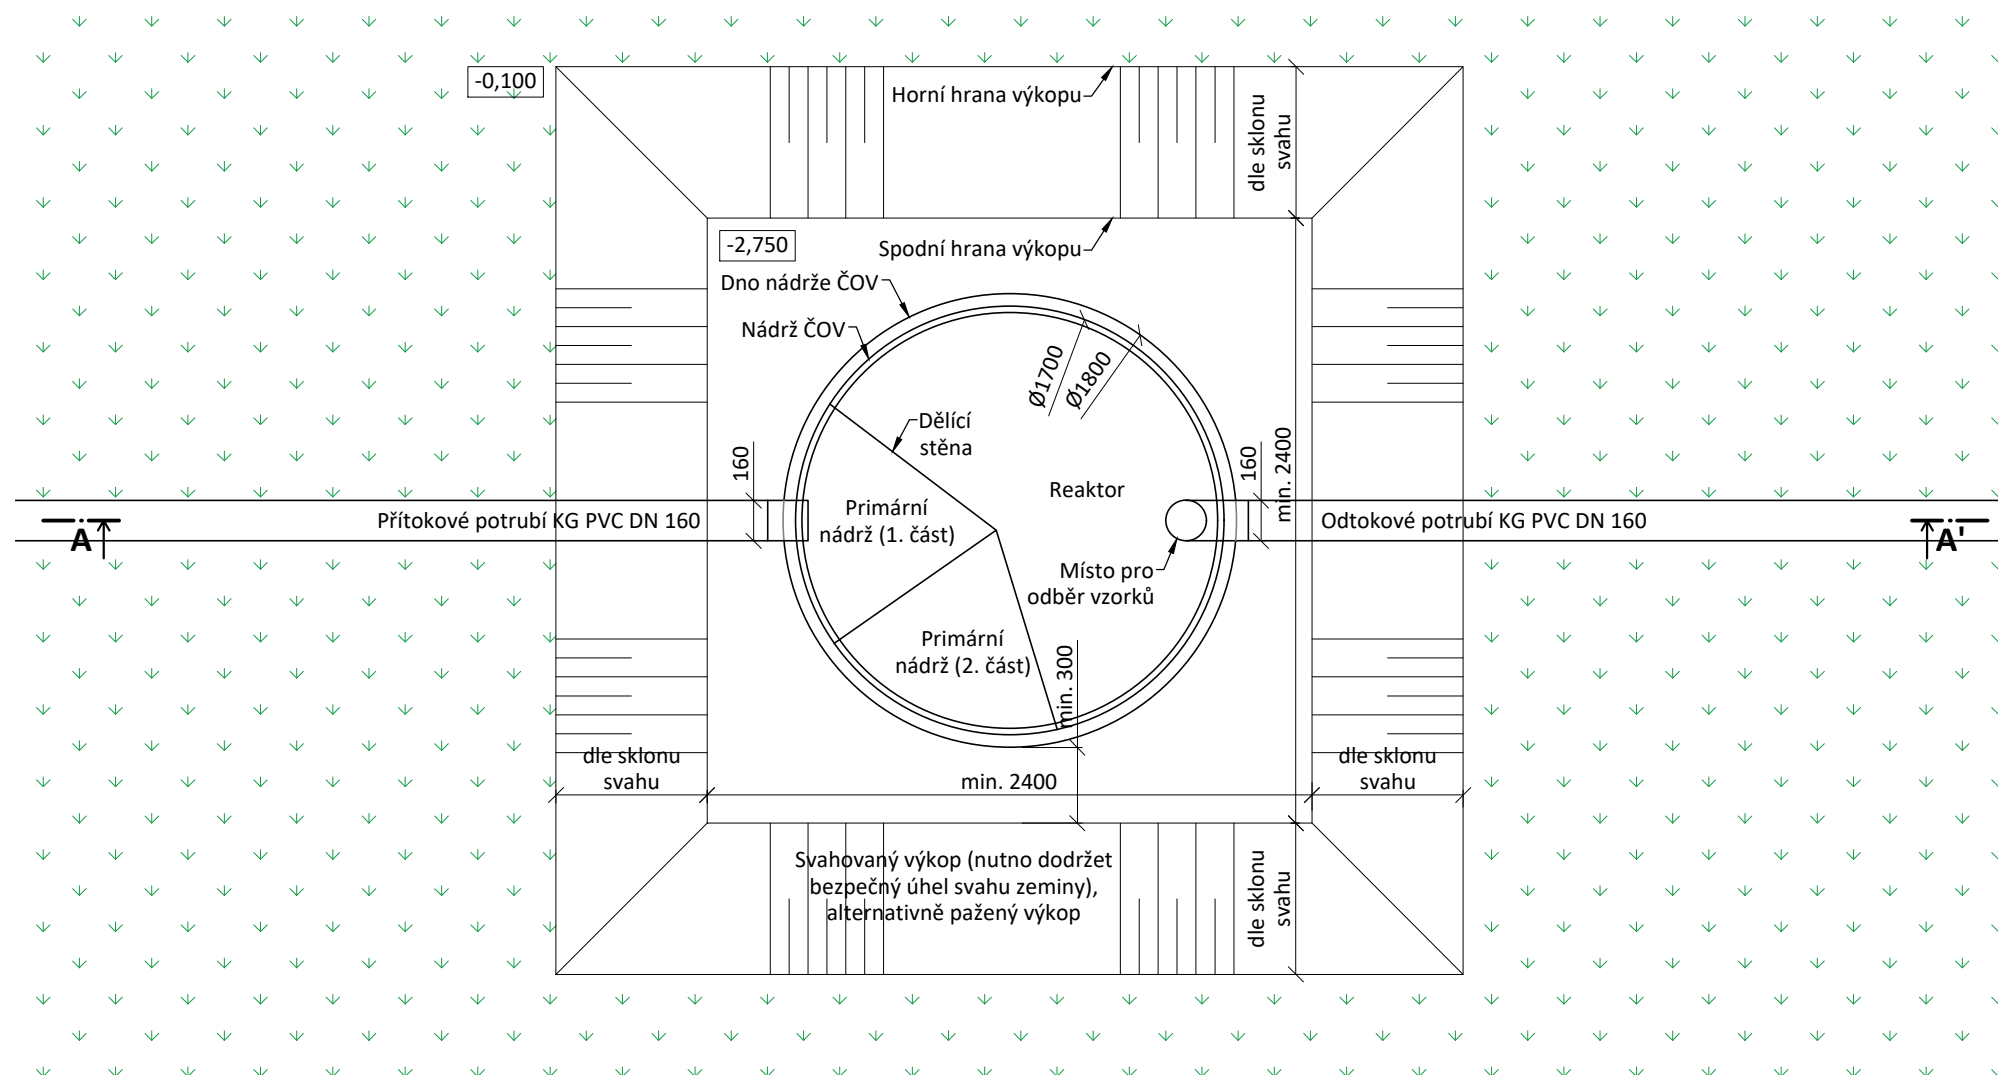 -0,100
Horní hrana výkopu
dle sklonu
svahu
-2,750
Spodní hrana výkopu
Dno nádrže ČOV
Nádrž ČOV
Ø1700
Ø1800
Dělící
stěna
160
Reaktor
160
min. 2400
Primární
nádrž (1. část)
Přítokové potrubí KG PVC DN 160
Odtokové potrubí KG PVC DN 160
A
A'
Místo pro
odběr vzorků
Primární
nádrž (2. část)
min. 300
dle sklonu
svahu
min. 2400
dle sklonu
svahu
Svahovaný výkop (nutno dodržet
bezpečný úhel svahu zeminy),
alternativně pažený výkop
dle sklonu
svahu